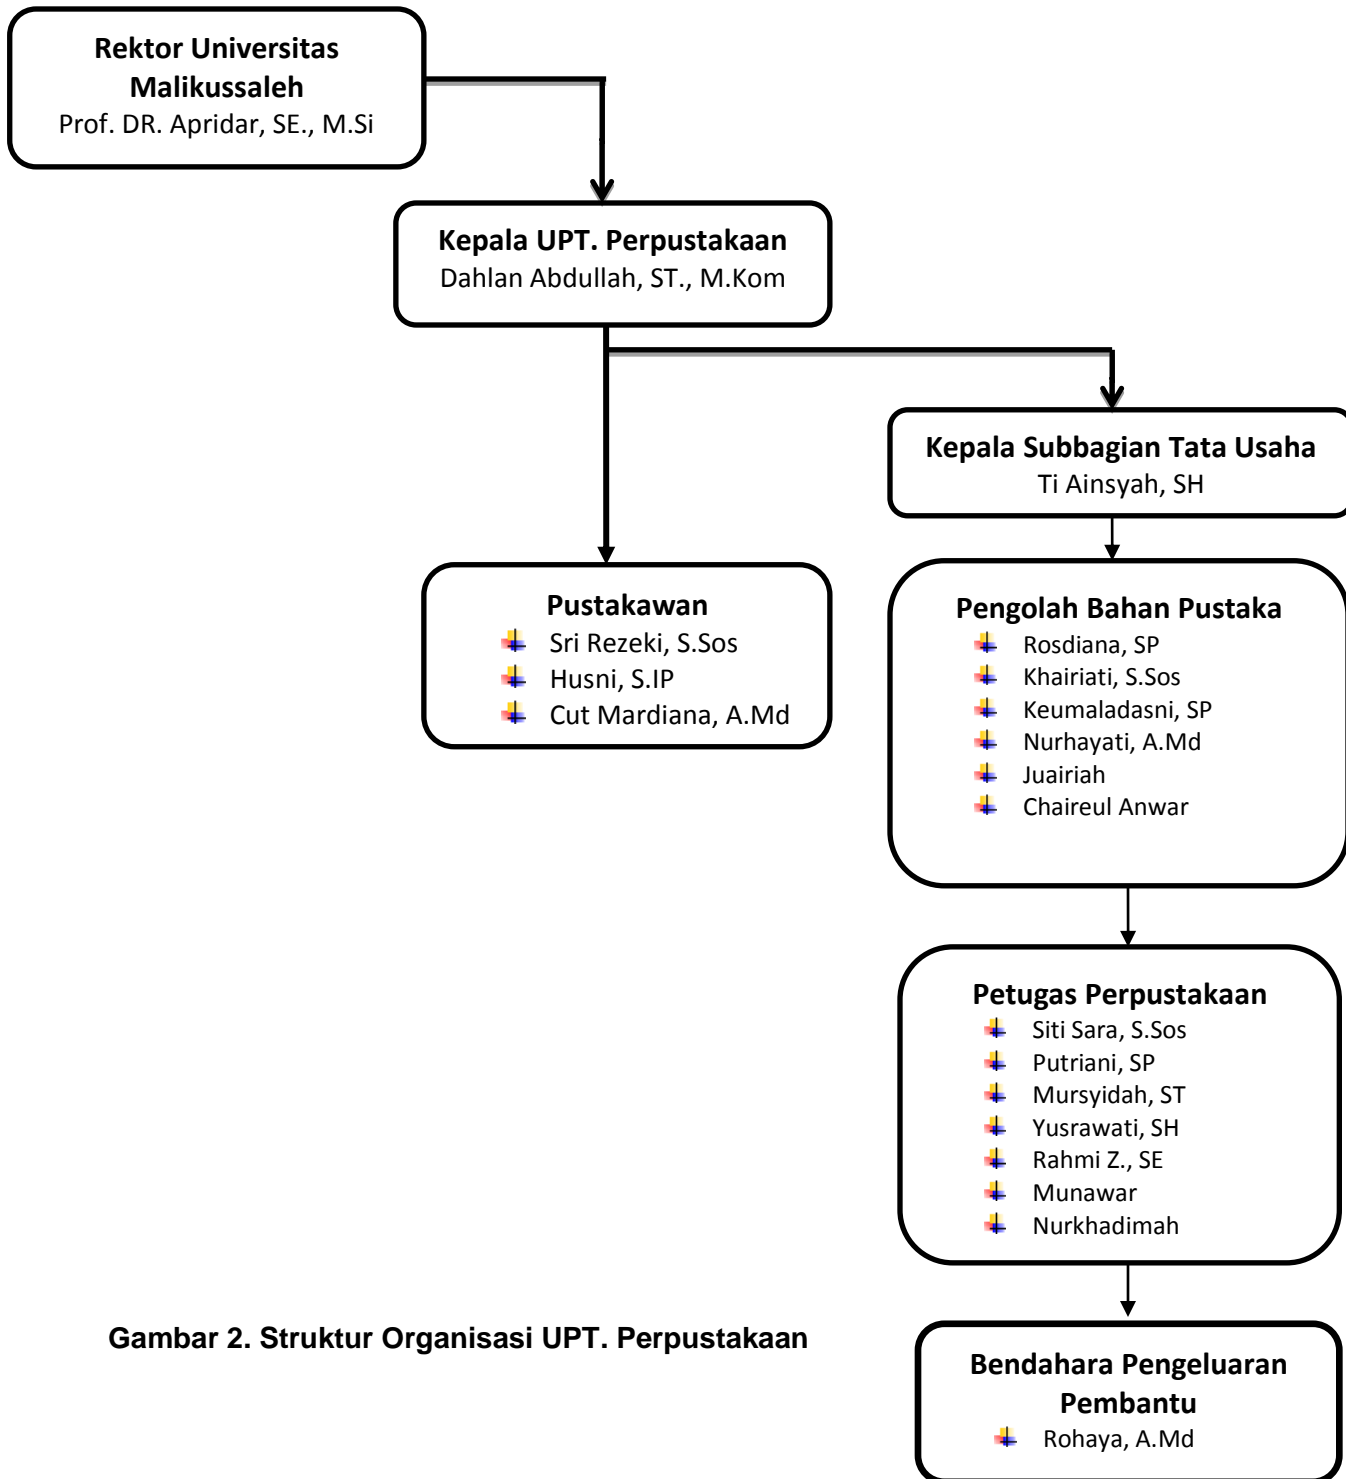 Rektor Universitas
Malikussaleh
Prof. DR. Apridar, SE., M.Si
Kepala UPT. Perpustakaan
Dahlan Abdullah, ST., M.Kom
Kepala Subbagian Tata Usaha
Ti Ainsyah, SH
Pustakawan
Sri Rezeki, S.Sos
Husni, S.IP
Cut Mardiana, A.Md
Pengolah Bahan Pustaka
Rosdiana, SP
Khairiati, S.Sos
Keumaladasni, SP
Nurhayati, A.Md
Juairiah
Chaireul Anwar
Petugas Perpustakaan
Siti Sara, S.Sos
Putriani, SP
Mursyidah, ST
Yusrawati, SH
Rahmi Z., SE
Munawar
Nurkhadimah
Gambar 2. Struktur Organisasi UPT. Perpustakaan
Bendahara Pengeluaran
Pembantu
Rohaya, A.Md